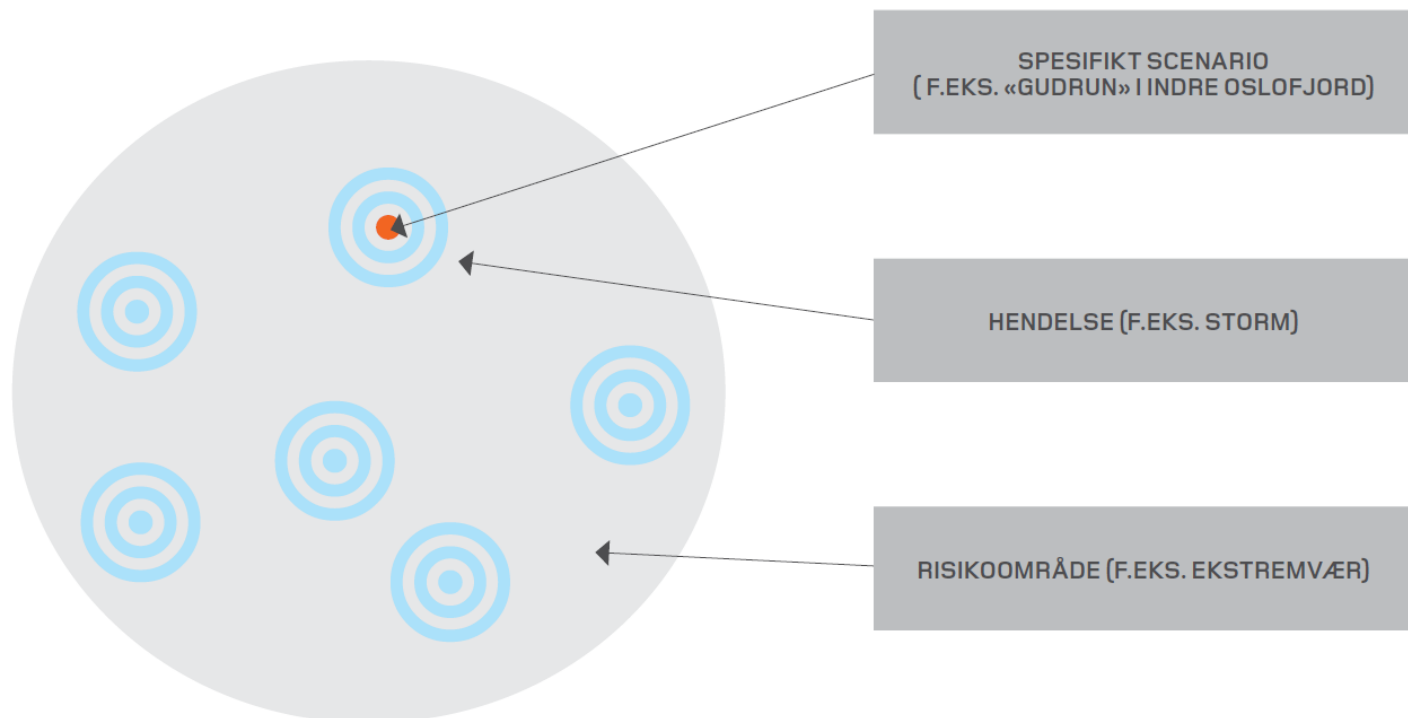 SPESIFIKT SCENARIO
( F.EKS. «GUDRUN» I INDRE OSLOFJORD)
HENDELSE (F.EKS. STORM)
RISIKOOMRÅDE (F.EKS. EKSTREMVÆR)